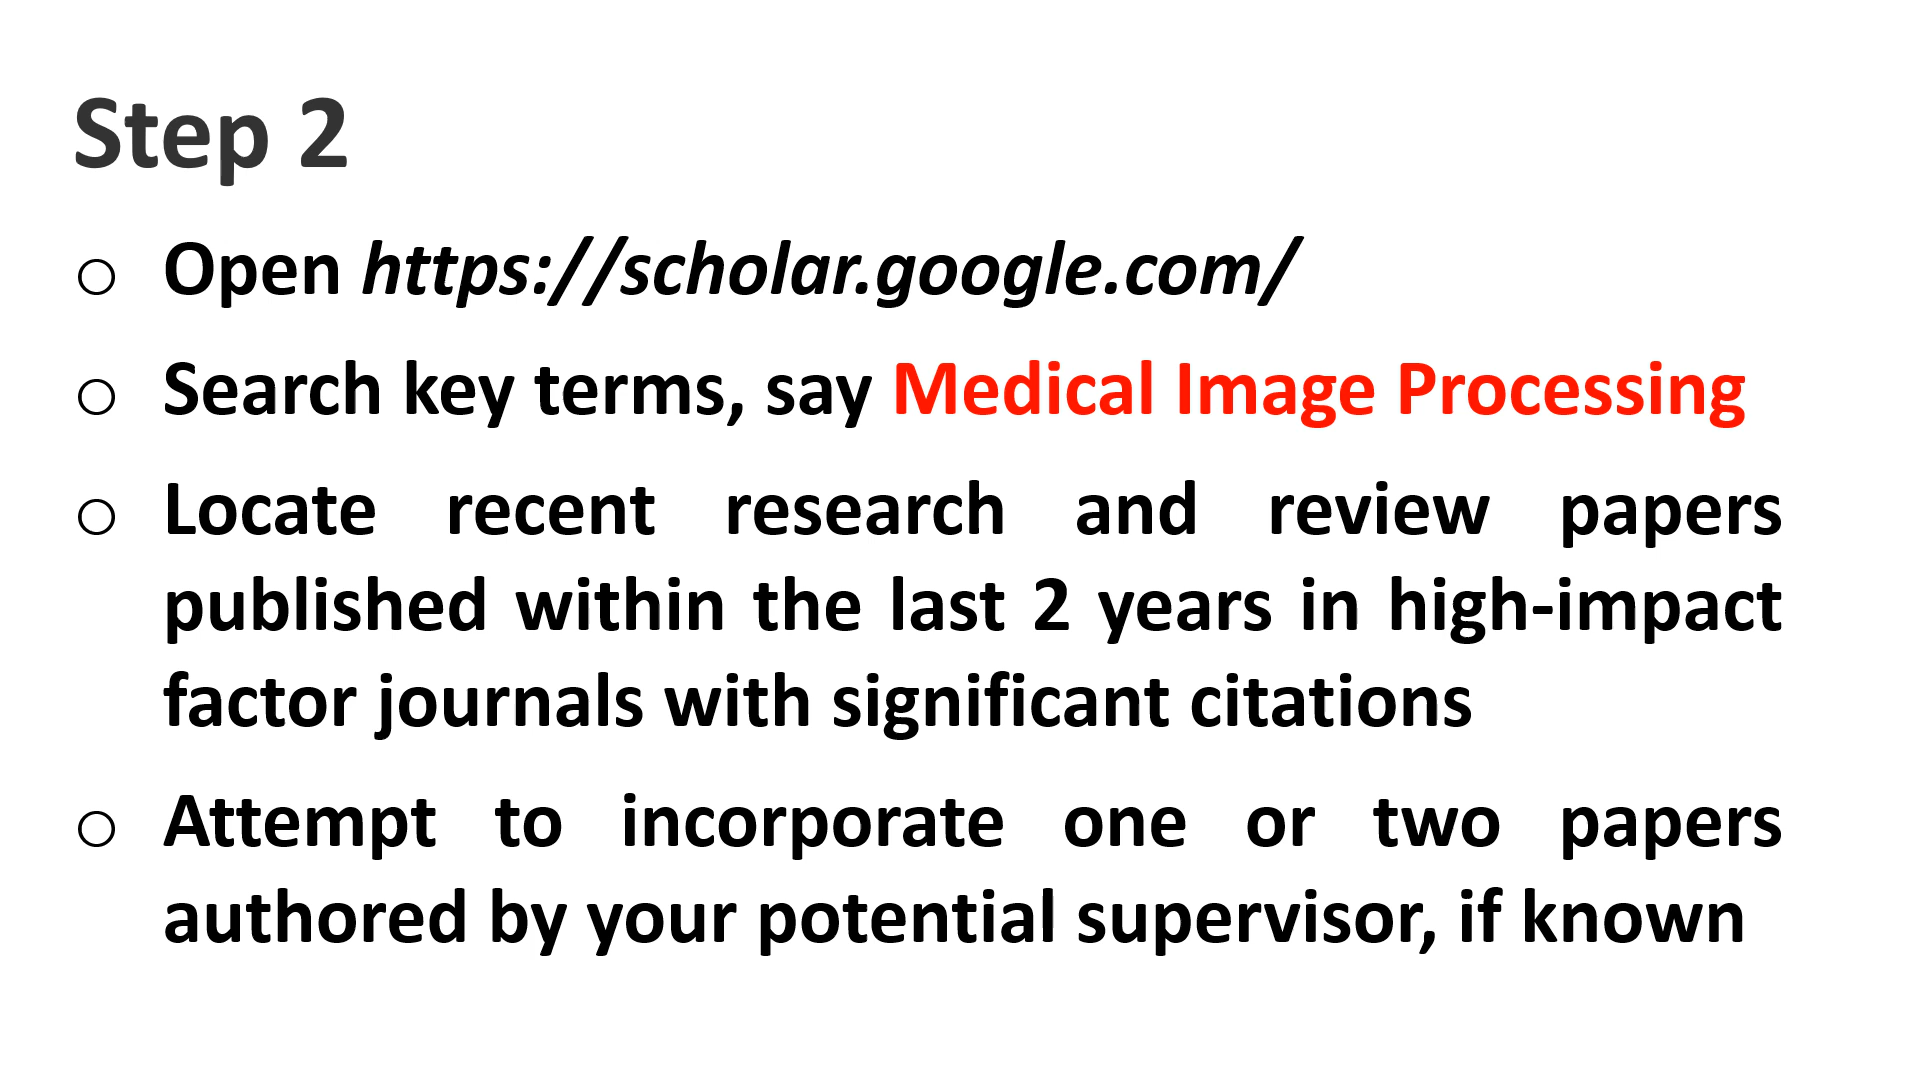 Step 2
o Open https://scholar.google.com/
o Search key terms, say Medical Image Processing
o Locate recent research and review papers
published within the last 2 years in high-impact
factor journals with significant citations
o Attempt to incorporate one or two papers
authored by your potential supervisor, if known